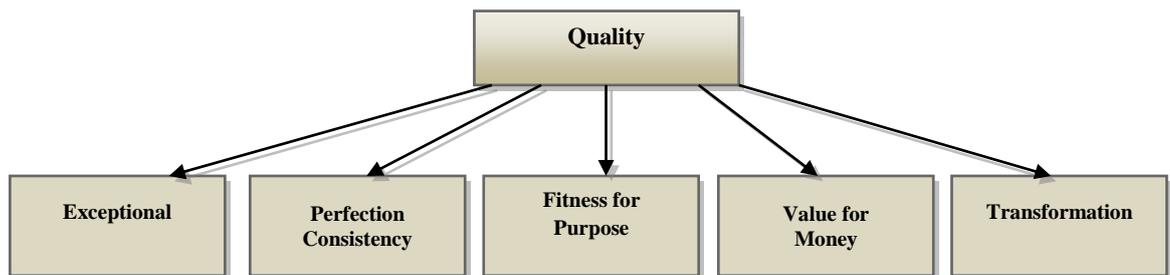 Quality
Exceptional
Perfection
Consistency
Fitness for
Purpose
Value for
Money
Transformation